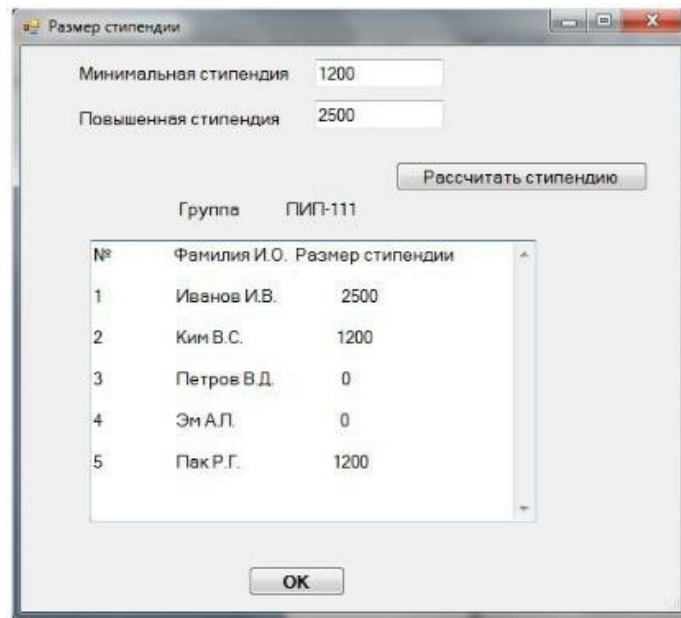 Размер стипендии
Минимальная стипендия 1200
Повышенная стипендия 2500
Рассчитать стипендию
Группа ПИП-111
№ Фамилия И.О. Размер стипендии
1 Иванов И.В. 2500
2 Ким В.С. 1200
3 Петров В.Д. 0
4 Эм А.П. 0
5 Пак Р.Г. 1200
OK